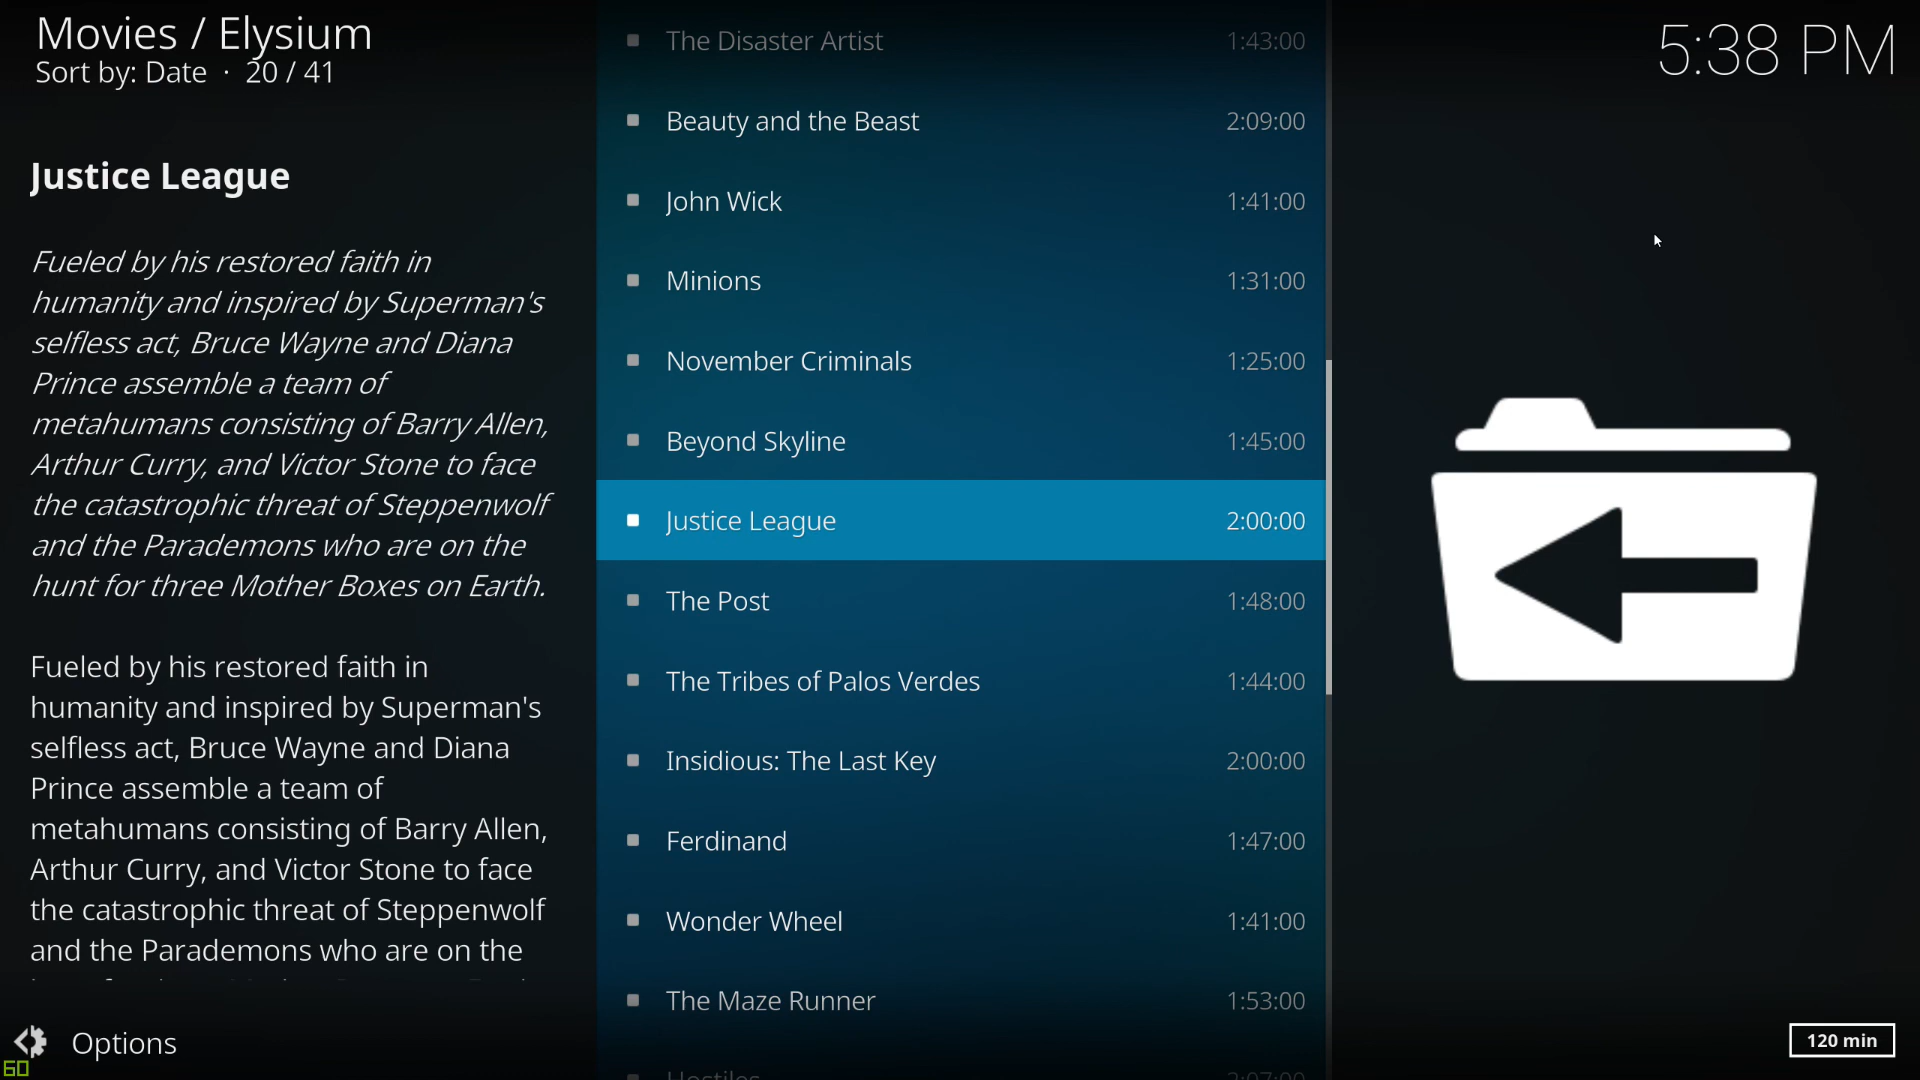 Movies / Elysium
Sort by: Date · 20 / 41
5:38 PM
Justice League
Fueled by his restored faith in
humanity and inspired by Superman's
selfless act, Bruce Wayne and Diana
Prince assemble a team of
metahumans consisting of Barry Allen,
Arthur Curry, and Victor Stone to face
the catastrophic threat of Steppenwolf
and the Parademons who are on the
hunt for three Mother Boxes on Earth.
Fueled by his restored faith in
humanity and inspired by Superman's
selfless act, Bruce Wayne and Diana
Prince assemble a team of
metahumans consisting of Barry Allen,
Arthur Curry, and Victor Stone to face
the catastrophic threat of Steppenwolf
and the Parademons who are on the
The Disaster Artist 1:43:00
Beauty and the Beast 2:09:00
John Wick 1:41:00
Minions 1:31:00
November Criminals 1:25:00
Beyond Skyline 1:45:00
Justice League 2:00:00
The Post 1:48:00
The Tribes of Palos Verdes 1:44:00
Insidious: The Last Key 2:00:00
Ferdinand 1:47:00
Wonder Wheel 1:41:00
The Maze Runner 1:53:00
Hostiles 2:07:00
Options
60
120 min